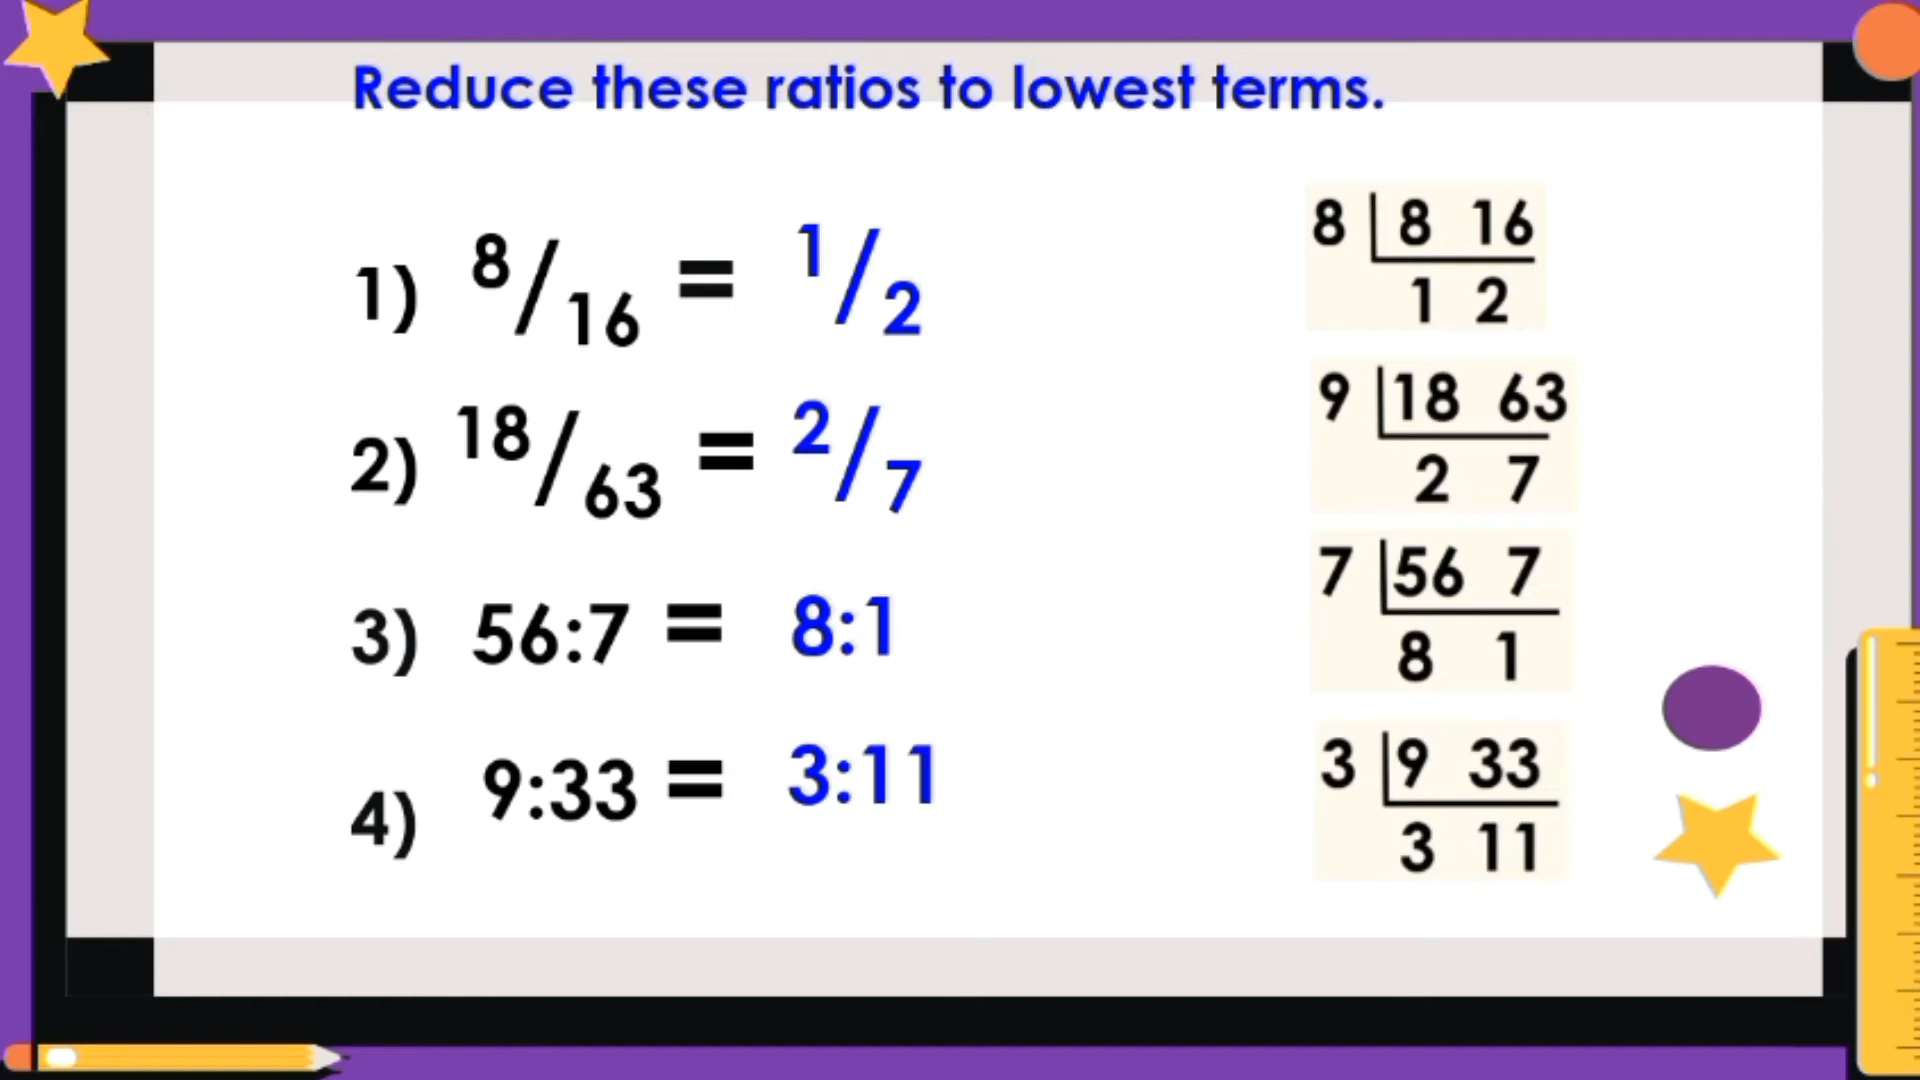 Reduce these ratios to lowest terms.
1) 8/16 = 1/2
2) 18/63 = 2/7
3) 56:7 = 8:1
4) 9:33 = 3:11
8 8 16
1 2
9 18 63
2 7
7 56 7
8 1
3 9 33
3 11